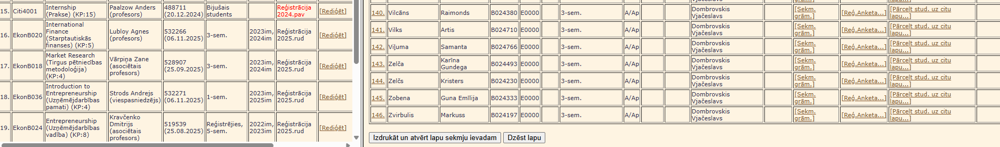 15. Citi4001 Internship (Prakse) (KP:15) Paalzow Anders (profesors) 488711 (20.12.2024) Bijušais students Reģistrācija 2024.pav [Rediģēt]
16. EkonB020 International Finance (Starptautiskās finanses) (KP:5) Lubloy Agnes (profesors) 532266 (06.11.2025) 3-sem. 2023im, 2024im Reģistrācija 2025.rud [Rediģēt]
17. EkonB018 Market Research (Tirgus pētniecības metodoloģija) (KP:4) Vārpiņa Zane (asociētais profesors) 528907 (25.09.2025) 3-sem. 2023im, 2024im Reģistrācija 2025.rud [Rediģēt]
18. EkonB036 Introduction to Entrepreneurship (Uzņēmējdarbības pamati) (KP:4) Strods Andrejs (viespasniedzējs) 532271 (06.11.2025) 1-sem. 2023im, 2025im Reģistrācija 2025.rud [Rediģēt]
19. EkonB024 Entrepreneurship (Uzņēmējdarbības vadība) (KP:8) Kravčenko Dmitrijs (asociētais profesors) 519539 (25.08.2025) Reģistrējies, 5-sem. 2022im, 2023im Reģistrācija 2025.rud [Rediģēt]
140. Vilcāns Raimonds B024380 E0000 3-sem. A/Ap Dombrovskis Vjačeslavs [Sekm. grām.] [Reģ.Anketa...] [Pārcelt stud. uz citu lapu...]
141. Vilks Artis B024710 E0000 3-sem. A/Ap Dombrovskis Vjačeslavs [Sekm. grām.] [Reģ.Anketa...] [Pārcelt stud. uz citu lapu...]
142. Viļuma Samanta B024766 E0000 3-sem. A/Ap Dombrovskis Vjačeslavs [Sekm. grām.] [Reģ.Anketa...] [Pārcelt stud. uz citu lapu...]
143. Zelča Karīna Gundega B024493 E0000 3-sem. A/Ap Dombrovskis Vjačeslavs [Sekm. grām.] [Reģ.Anketa...] [Pārcelt stud. uz citu lapu...]
144. Zelčs Kristers B024230 E0000 3-sem. A/Ap Dombrovskis Vjačeslavs [Sekm. grām.] [Reģ.Anketa...] [Pārcelt stud. uz citu lapu...]
145. Zobena Guna Emīlija B024333 E0000 3-sem. A/Ap Dombrovskis Vjačeslavs [Sekm. grām.] [Reģ.Anketa...] [Pārcelt stud. uz citu lapu...]
146. Zvirbulis Markuss B024197 E0000 3-sem. A/Ap Dombrovskis Vjačeslavs [Sekm. grām.] [Reģ.Anketa...] [Pārcelt stud. uz citu lapu...]
Izdrukāt un atvērt lapu sekmju ievadam Dzēst lapu